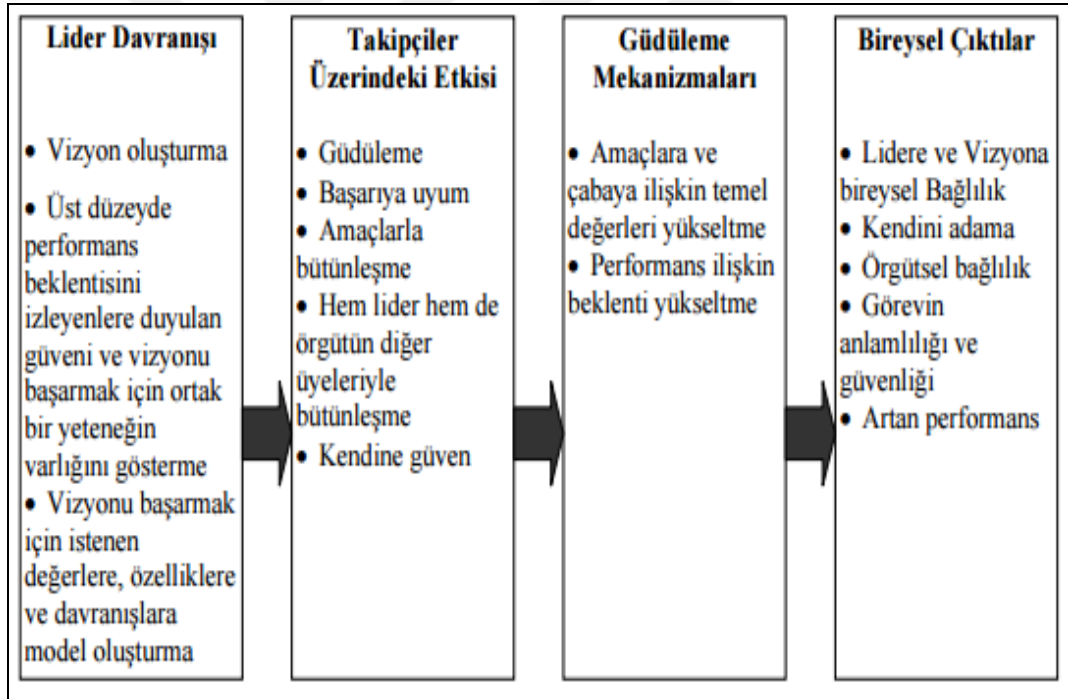 Lider Davranışı
• Vizyon oluşturma
• Üst düzeyde
performans
beklentisini
izleyenlere duyulan
güveni ve vizyonu
başarmak için ortak
bir yeteneğin
varlığını gösterme
• Vizyonu başarmak
için istenen
değerlere, özelliklere
ve davranışlara
model oluşturma
Takipçiler
Üzerindeki Etkisi
• Güdüleme
• Başarıya uyum
• Amaçlarla
bütünleşme
• Hem lider hem de
örgütün diğer
üyeleriyle
bütünleşme
• Kendine güven
Güdüleme
Mekanizmaları
• Amaçlara ve
çabaya ilişkin temel
değerleri yükseltme
• Performans ilişkin
beklenti yükseltme
Bireysel Çıktılar
• Lidere ve Vizyona
bireysel Bağlılık
• Kendini adama
• Örgütsel bağlılık
• Görevin
anlamlılığı ve
güvenliği
• Artan performans